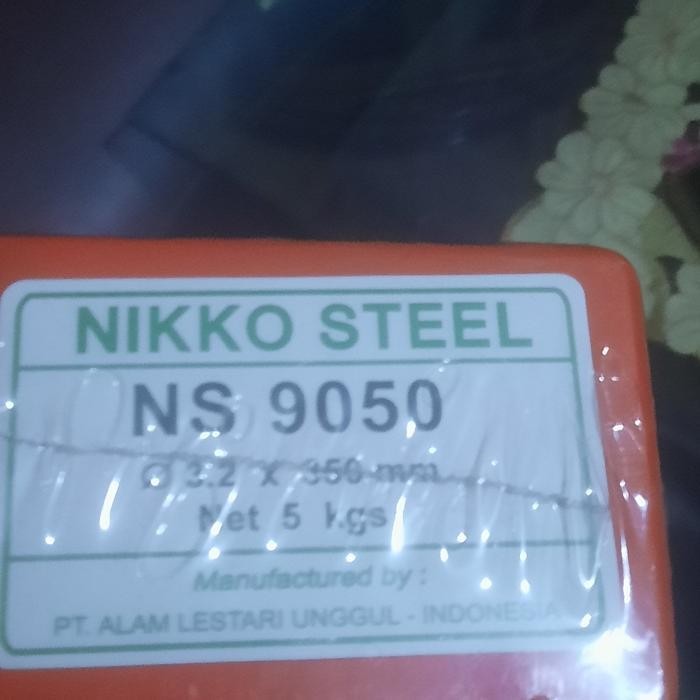 NIKKO STEEL
NS 9050
Ø 3.2 x 350 mm
Net 5 kgs
Manufactured by :
PT. ALAM LESTARI UNGGUL - INDONESIA